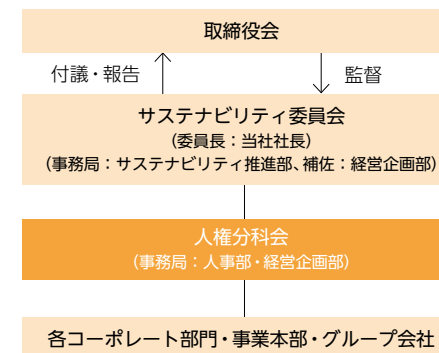 取締役会
付議・報告
監督
サステナビリティ委員会
(委員長：当社社長)
(事務局：サステナビリティ推進部、補佐：経営企画部)
人権分科会
(事務局：人事部・経営企画部)
各コーポレート部門・事業本部・グループ会社